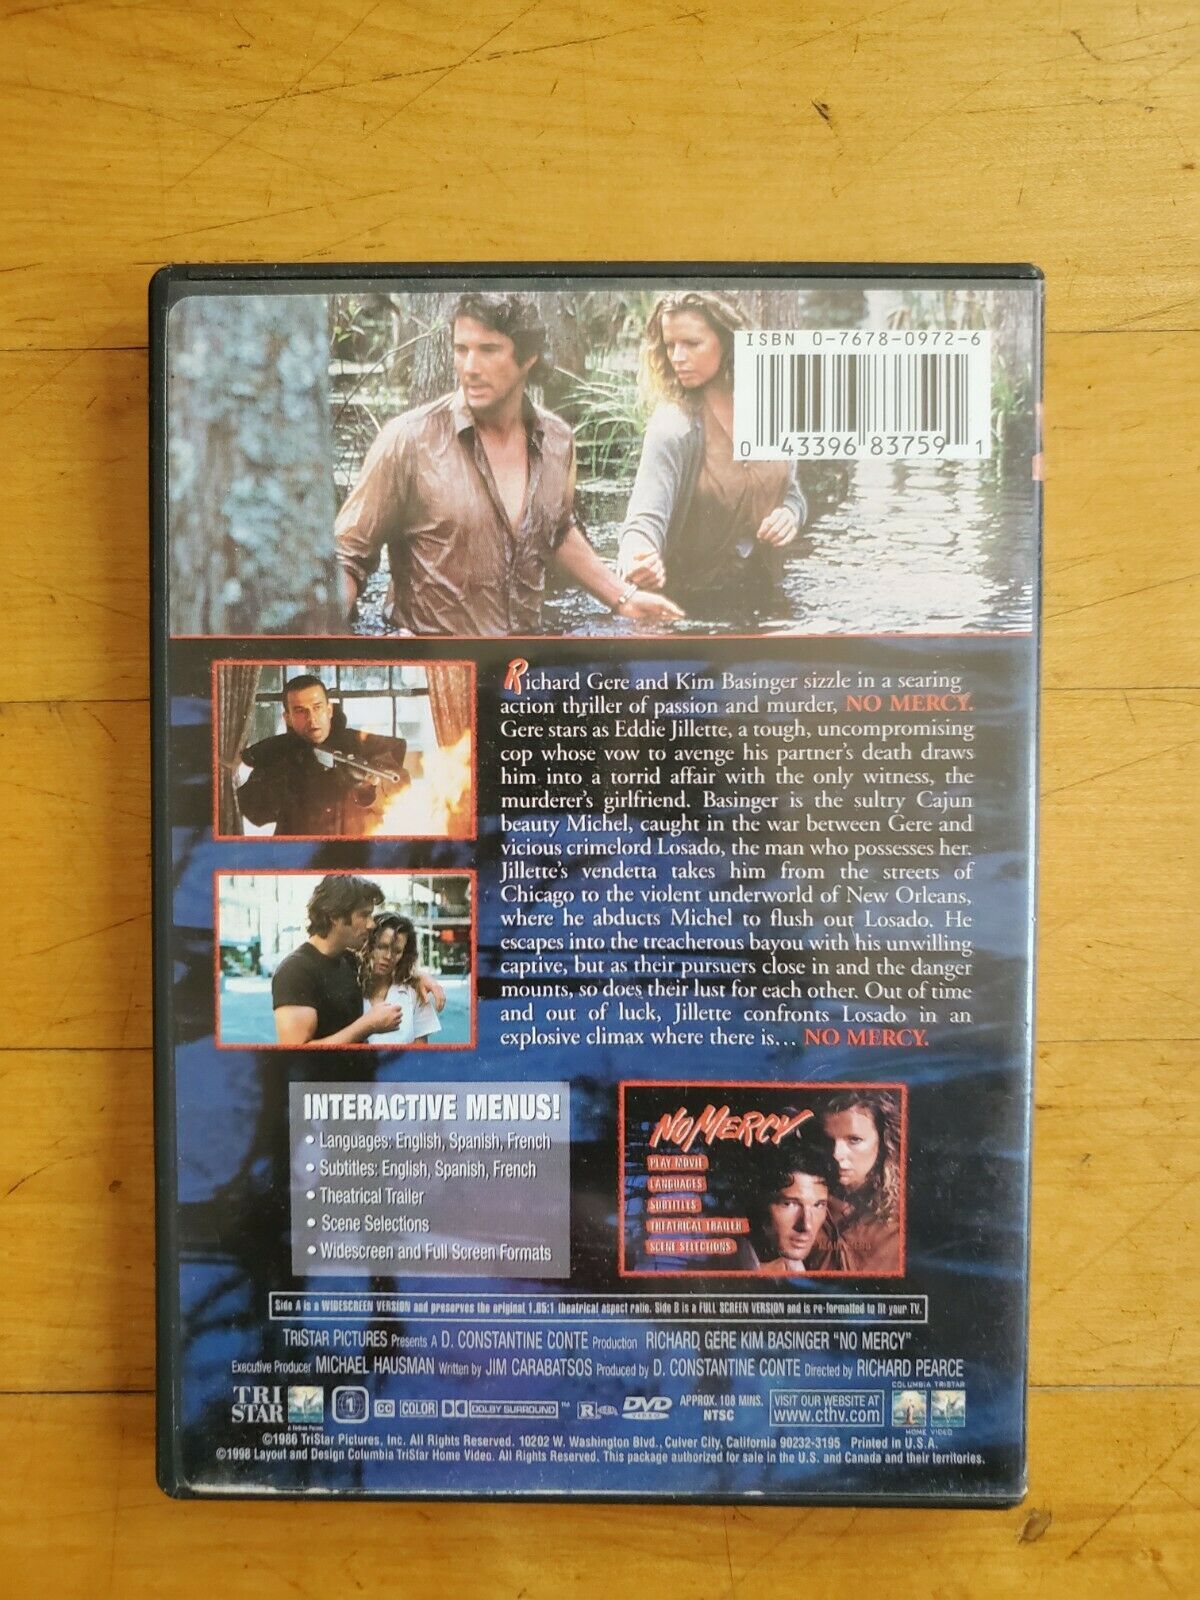 ISBN 0-7678-0972-6
0 43396 83759 1
Richard Gere and Kim Basinger sizzle in a searing
action thriller of passion and murder, NO MERCY.
Gere stars as Eddie Jillette, a tough, uncompromising
cop whose vow to avenge his partner's death draws
him into a torrid affair with the only witness, the
murderer's girlfriend. Basinger is the sultry Cajun
beauty Michel, caught in the war between Gere and
vicious crimelord Losado, the man who possesses her.
Jillette's vendetta takes him from the streets of
Chicago to the violent underworld of New Orleans,
where he abducts Michel to flush out Losado. He
escapes into the treacherous bayou with his unwilling
captive, but as their pursuers close in and the danger
mounts, so does their lust for each other. Out of time
and out of luck, Jillette confronts Losado in an
explosive climax where there is... NO MERCY.
INTERACTIVE MENUS!
• Languages: English, Spanish, French
• Subtitles: English, Spanish, French
• Theatrical Trailer
• Scene Selections
• Widescreen and Full Screen Formats
NO MERCY
PLAY MOVIE
LANGUAGES
SUBTITLES
THEATRICAL TRAILER
SCENE SELECTIONS
Side A is a WIDESCREEN VERSION and preserves the original 1.85:1 theatrical aspect ratio. Side B is a FULL SCREEN VERSION and is re-formatted to fit your TV.
TRISTAR PICTURES Presents A D. CONSTANTINE CONTE Production RICHARD GERE KIM BASINGER "NO MERCY"
Executive Producer MICHAEL HAUSMAN Written by JIM CARABATSOS Produced by D. CONSTANTINE CONTE Directed by RICHARD PEARCE
TRI STAR
1
CC COLOR DOLBY SURROUND ™ R DVD VIDEO
APPROX. 108 MINS.
NTSC
VISIT OUR WEBSITE AT
www.cthv.com
COLUMBIA TRISTAR
HOME VIDEO
©1986 TriStar Pictures, Inc. All Rights Reserved. 10202 W. Washington Blvd., Culver City, California 90232-3195 Printed in U.S.A.
©1998 Layout and Design Columbia TriStar Home Video. All Rights Reserved. This package authorized for sale in the U.S. and Canada and their territories.